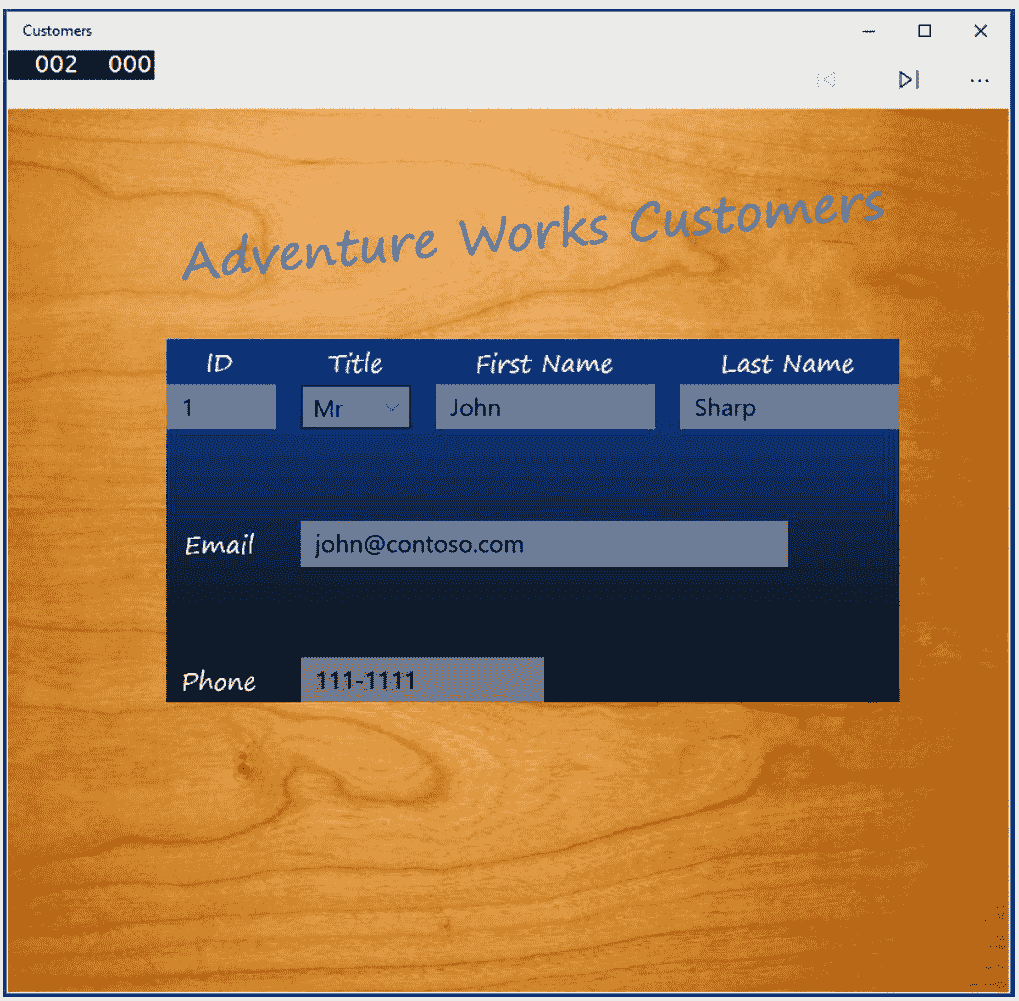 Customers
002 000
Adventure Works Customers
ID Title First Name Last Name
1 Mr John Sharp
Email john@contoso.com
Phone 111-1111